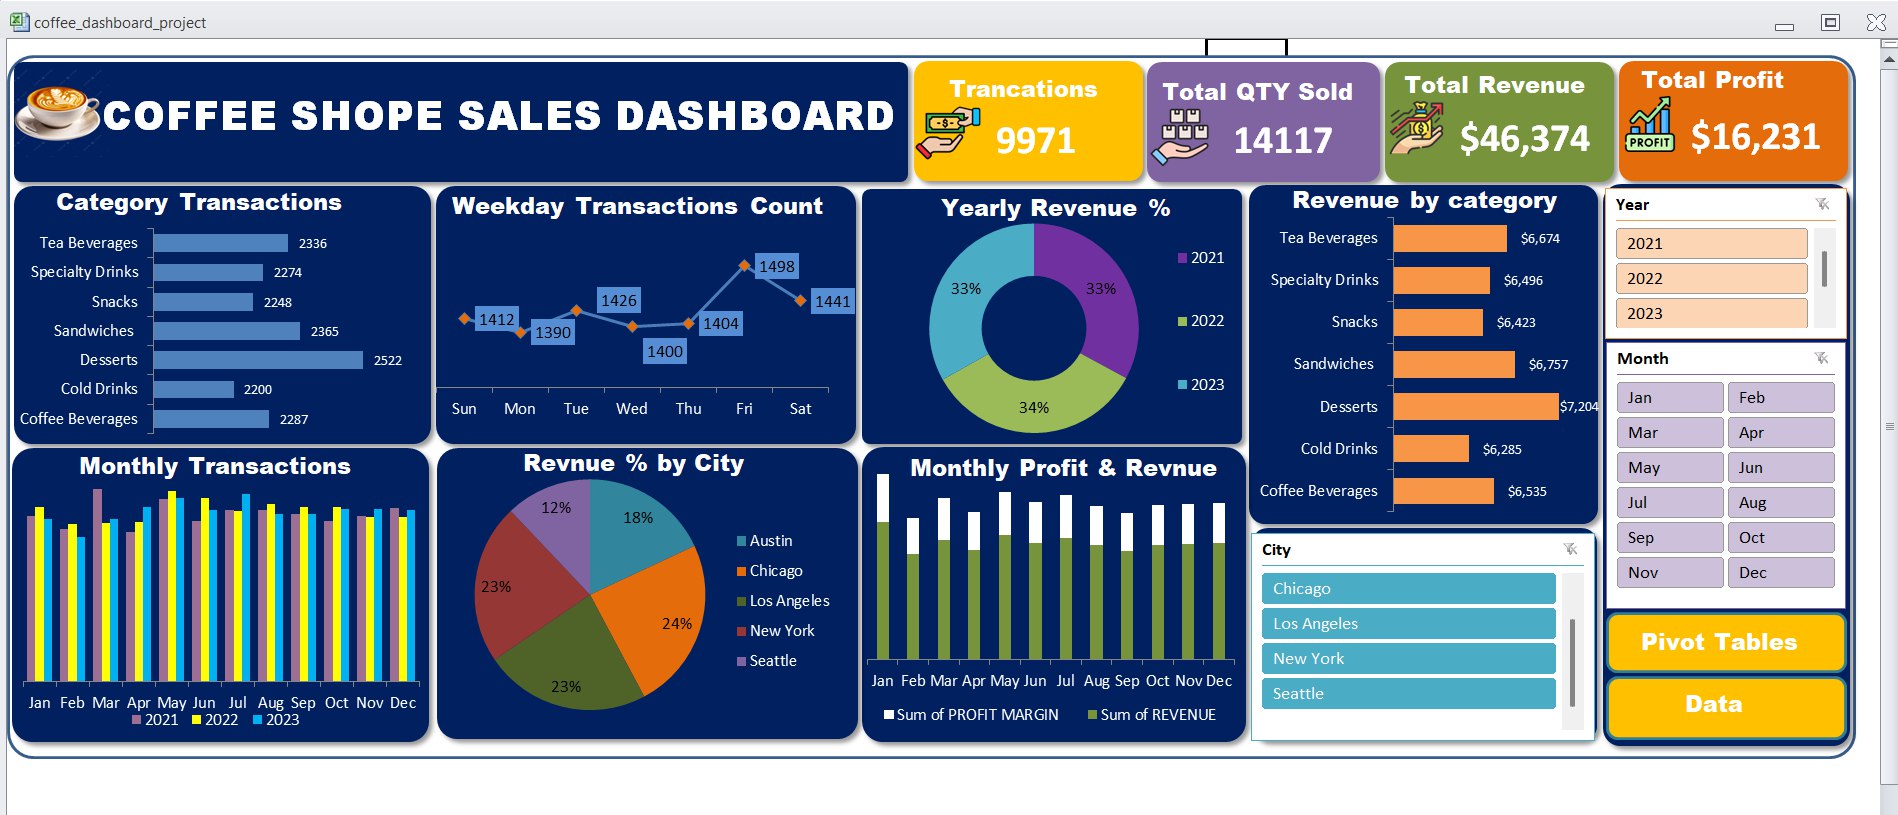 coffee_dashboard_project
COFFEE SHOPE SALES DASHBOARD
Trancations
9971
Total QTY Sold
14117
Total Revenue
$46,374
Total Profit
PROFIT
$16,231
Category Transactions
Tea Beverages 2336
Specialty Drinks 2274
Snacks 2248
Sandwiches 2365
Desserts 2522
Cold Drinks 2200
Coffee Beverages 2287
Weekday Transactions Count
1412 1390 1426 1400 1404 1498 1441
Sun Mon Tue Wed Thu Fri Sat
Yearly Revenue %
33% 33%
34%
2021
2022
2023
Revenue by category
Tea Beverages $6,674
Specialty Drinks $6,496
Snacks $6,423
Sandwiches $6,757
Desserts $7,204
Cold Drinks $6,285
Coffee Beverages $6,535
Year
2021
2022
2023
Month
Jan Feb
Mar Apr
May Jun
Jul Aug
Sep Oct
Nov Dec
Monthly Transactions
Jan Feb Mar Apr May Jun Jul Aug Sep Oct Nov Dec
2021 2022 2023
Revnue % by City
12% 18%
23% 24%
23%
Austin
Chicago
Los Angeles
New York
Seattle
Monthly Profit & Revnue
Jan Feb Mar Apr May Jun Jul Aug Sep Oct Nov Dec
Sum of PROFIT MARGIN Sum of REVENUE
City
Chicago
Los Angeles
New York
Seattle
Pivot Tables
Data